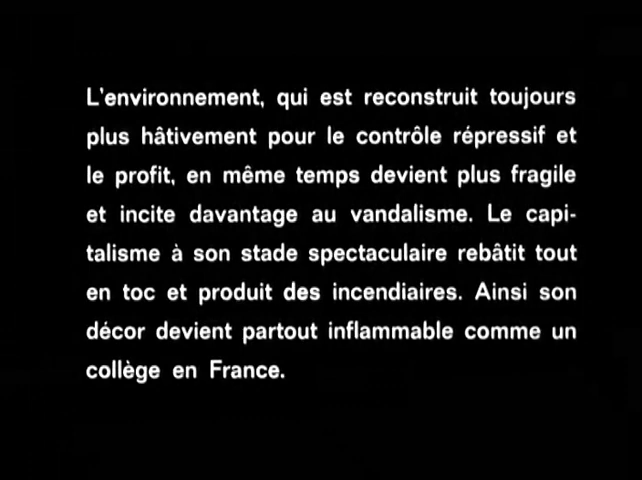 L'environnement, qui est reconstruit toujours
plus hâtivement pour le contrôle répressif et
le profit, en même temps devient plus fragile
et incite davantage au vandalisme. Le capi-
talisme à son stade spectaculaire rebâtit tout
en toc et produit des incendiaires. Ainsi son
décor devient partout inflammable comme un
collège en France.